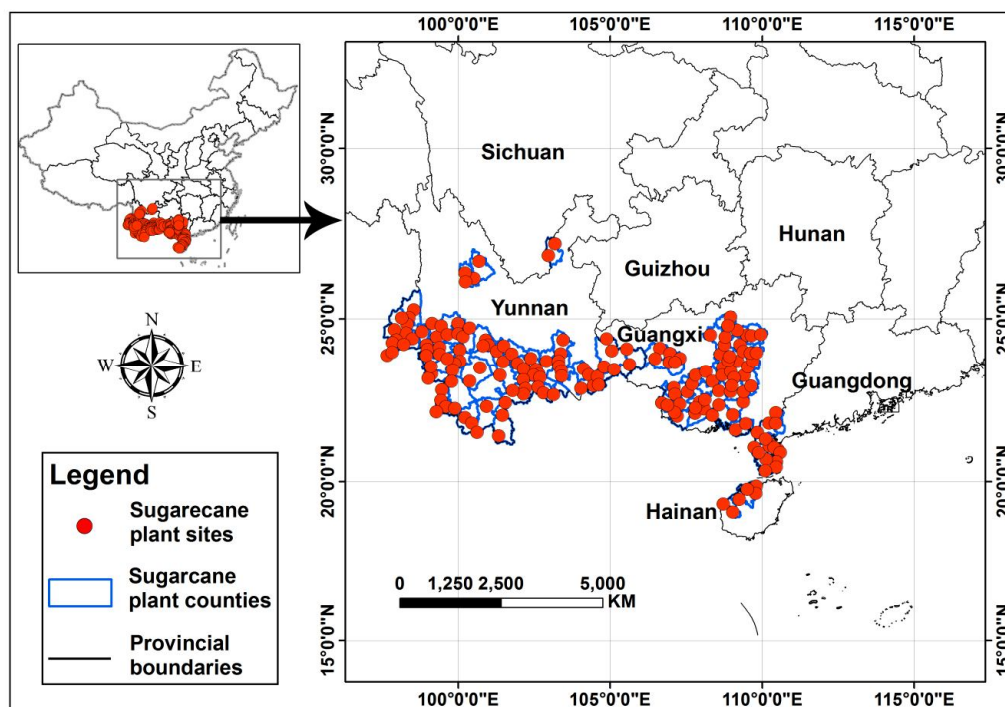 100°0'0"E 105°0'0"E 110°0'0"E 115°0'0"E
30°0'0"N
25°0'0"N
20°0'0"N
15°0'0"N
30°0'0"N
25°0'0"N
20°0'0"N
15°0'0"N
Sichuan
Hunan
Guizhou
Yunnan
Guangxi
Guangdong
Hainan
N
W E
S
Legend
Sugarecane
plant sites
Sugarcane
plant counties
Provincial
boundaries
0 1,250 2,500 5,000
KM
100°0'0"E 105°0'0"E 110°0'0"E 115°0'0"E